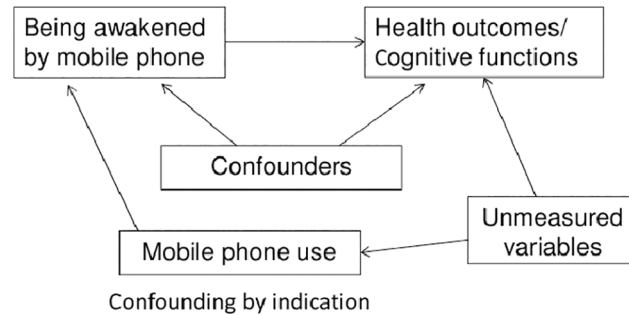 Being awakened
by mobile phone
Health outcomes/
Cognitive functions
Confounders
Unmeasured
variables
Mobile phone use
Confounding by indication